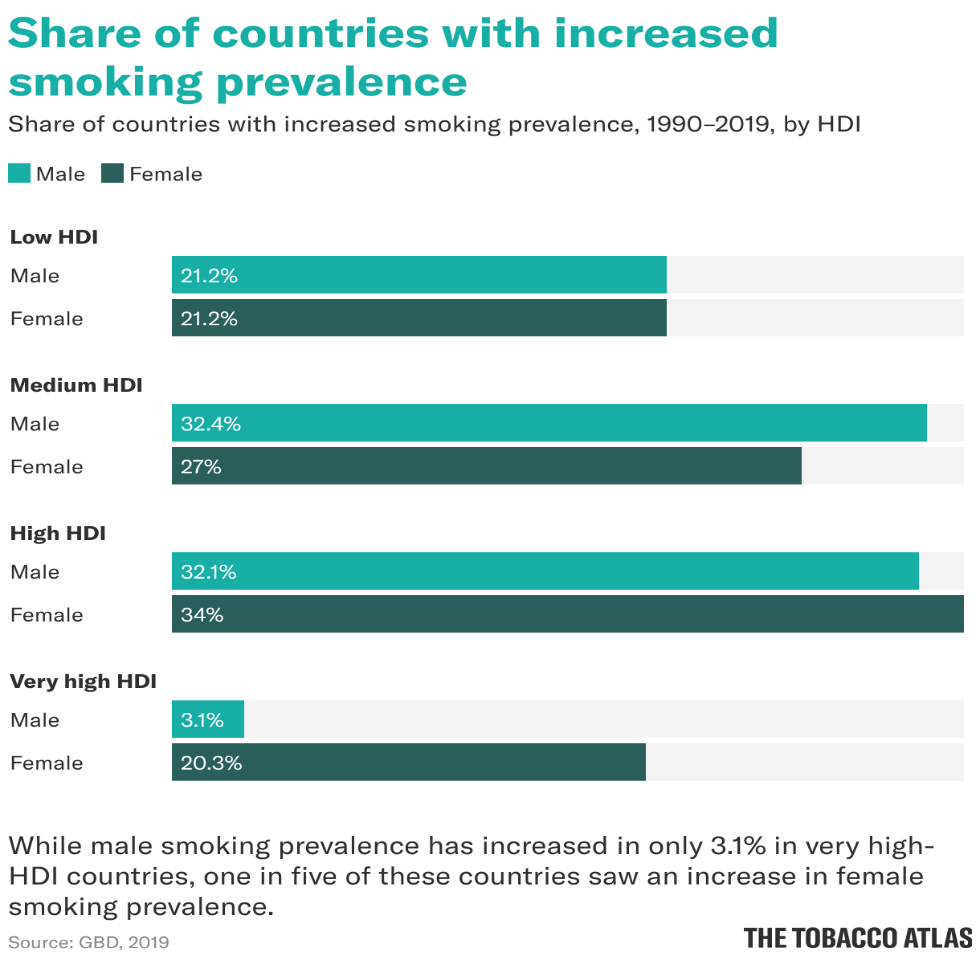 Share of countries with increased
smoking prevalence
Share of countries with increased smoking prevalence, 1990–2019, by HDI
Male Female
Low HDI
Male 21.2%
Female 21.2%
Medium HDI
Male 32.4%
Female 27%
High HDI
Male 32.1%
Female 34%
Very high HDI
Male 3.1%
Female 20.3%
While male smoking prevalence has increased in only 3.1% in very high-
HDI countries, one in five of these countries saw an increase in female
smoking prevalence.
Source: GBD, 2019 THE TOBACCO ATLAS